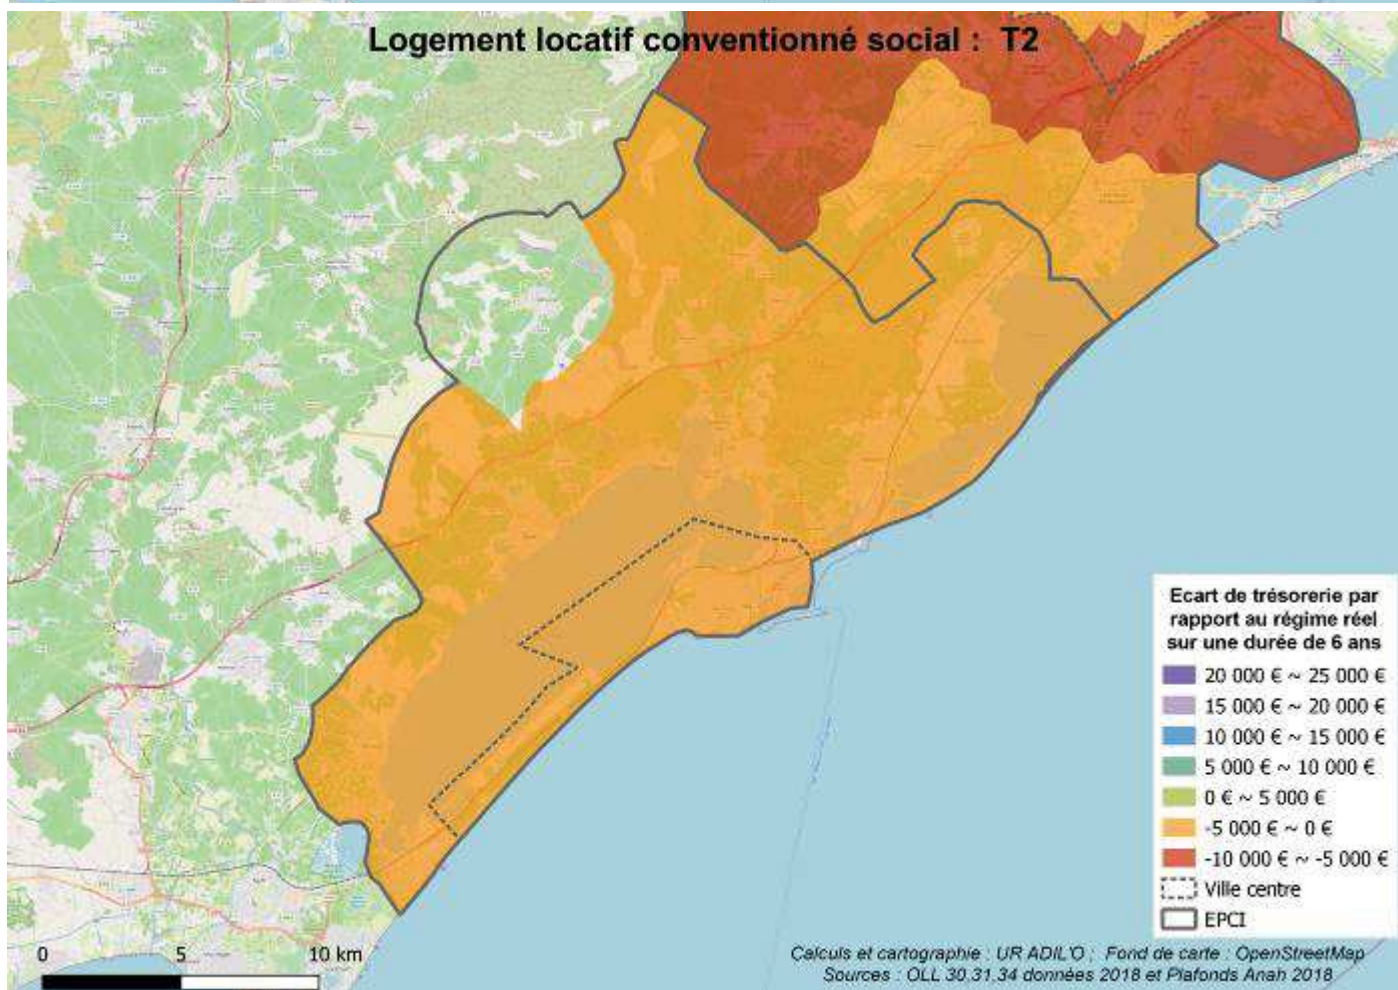 Logement locatif conventionné social : T2
Ecart de trésorerie par
rapport au régime réel
sur une durée de 6 ans
20 000 € ~ 25 000 €
15 000 € ~ 20 000 €
10 000 € ~ 15 000 €
5 000 € ~ 10 000 €
0 € ~ 5 000 €
-5 000 € ~ 0 €
-10 000 € ~ -5 000 €
Ville centre
EPCI
0 5 10 km
Calculs et cartographie : UR ADIL'O ; Fond de carte : OpenStreetMap
Sources : OLL 30,31,34 données 2018 et Plafonds Anah 2018